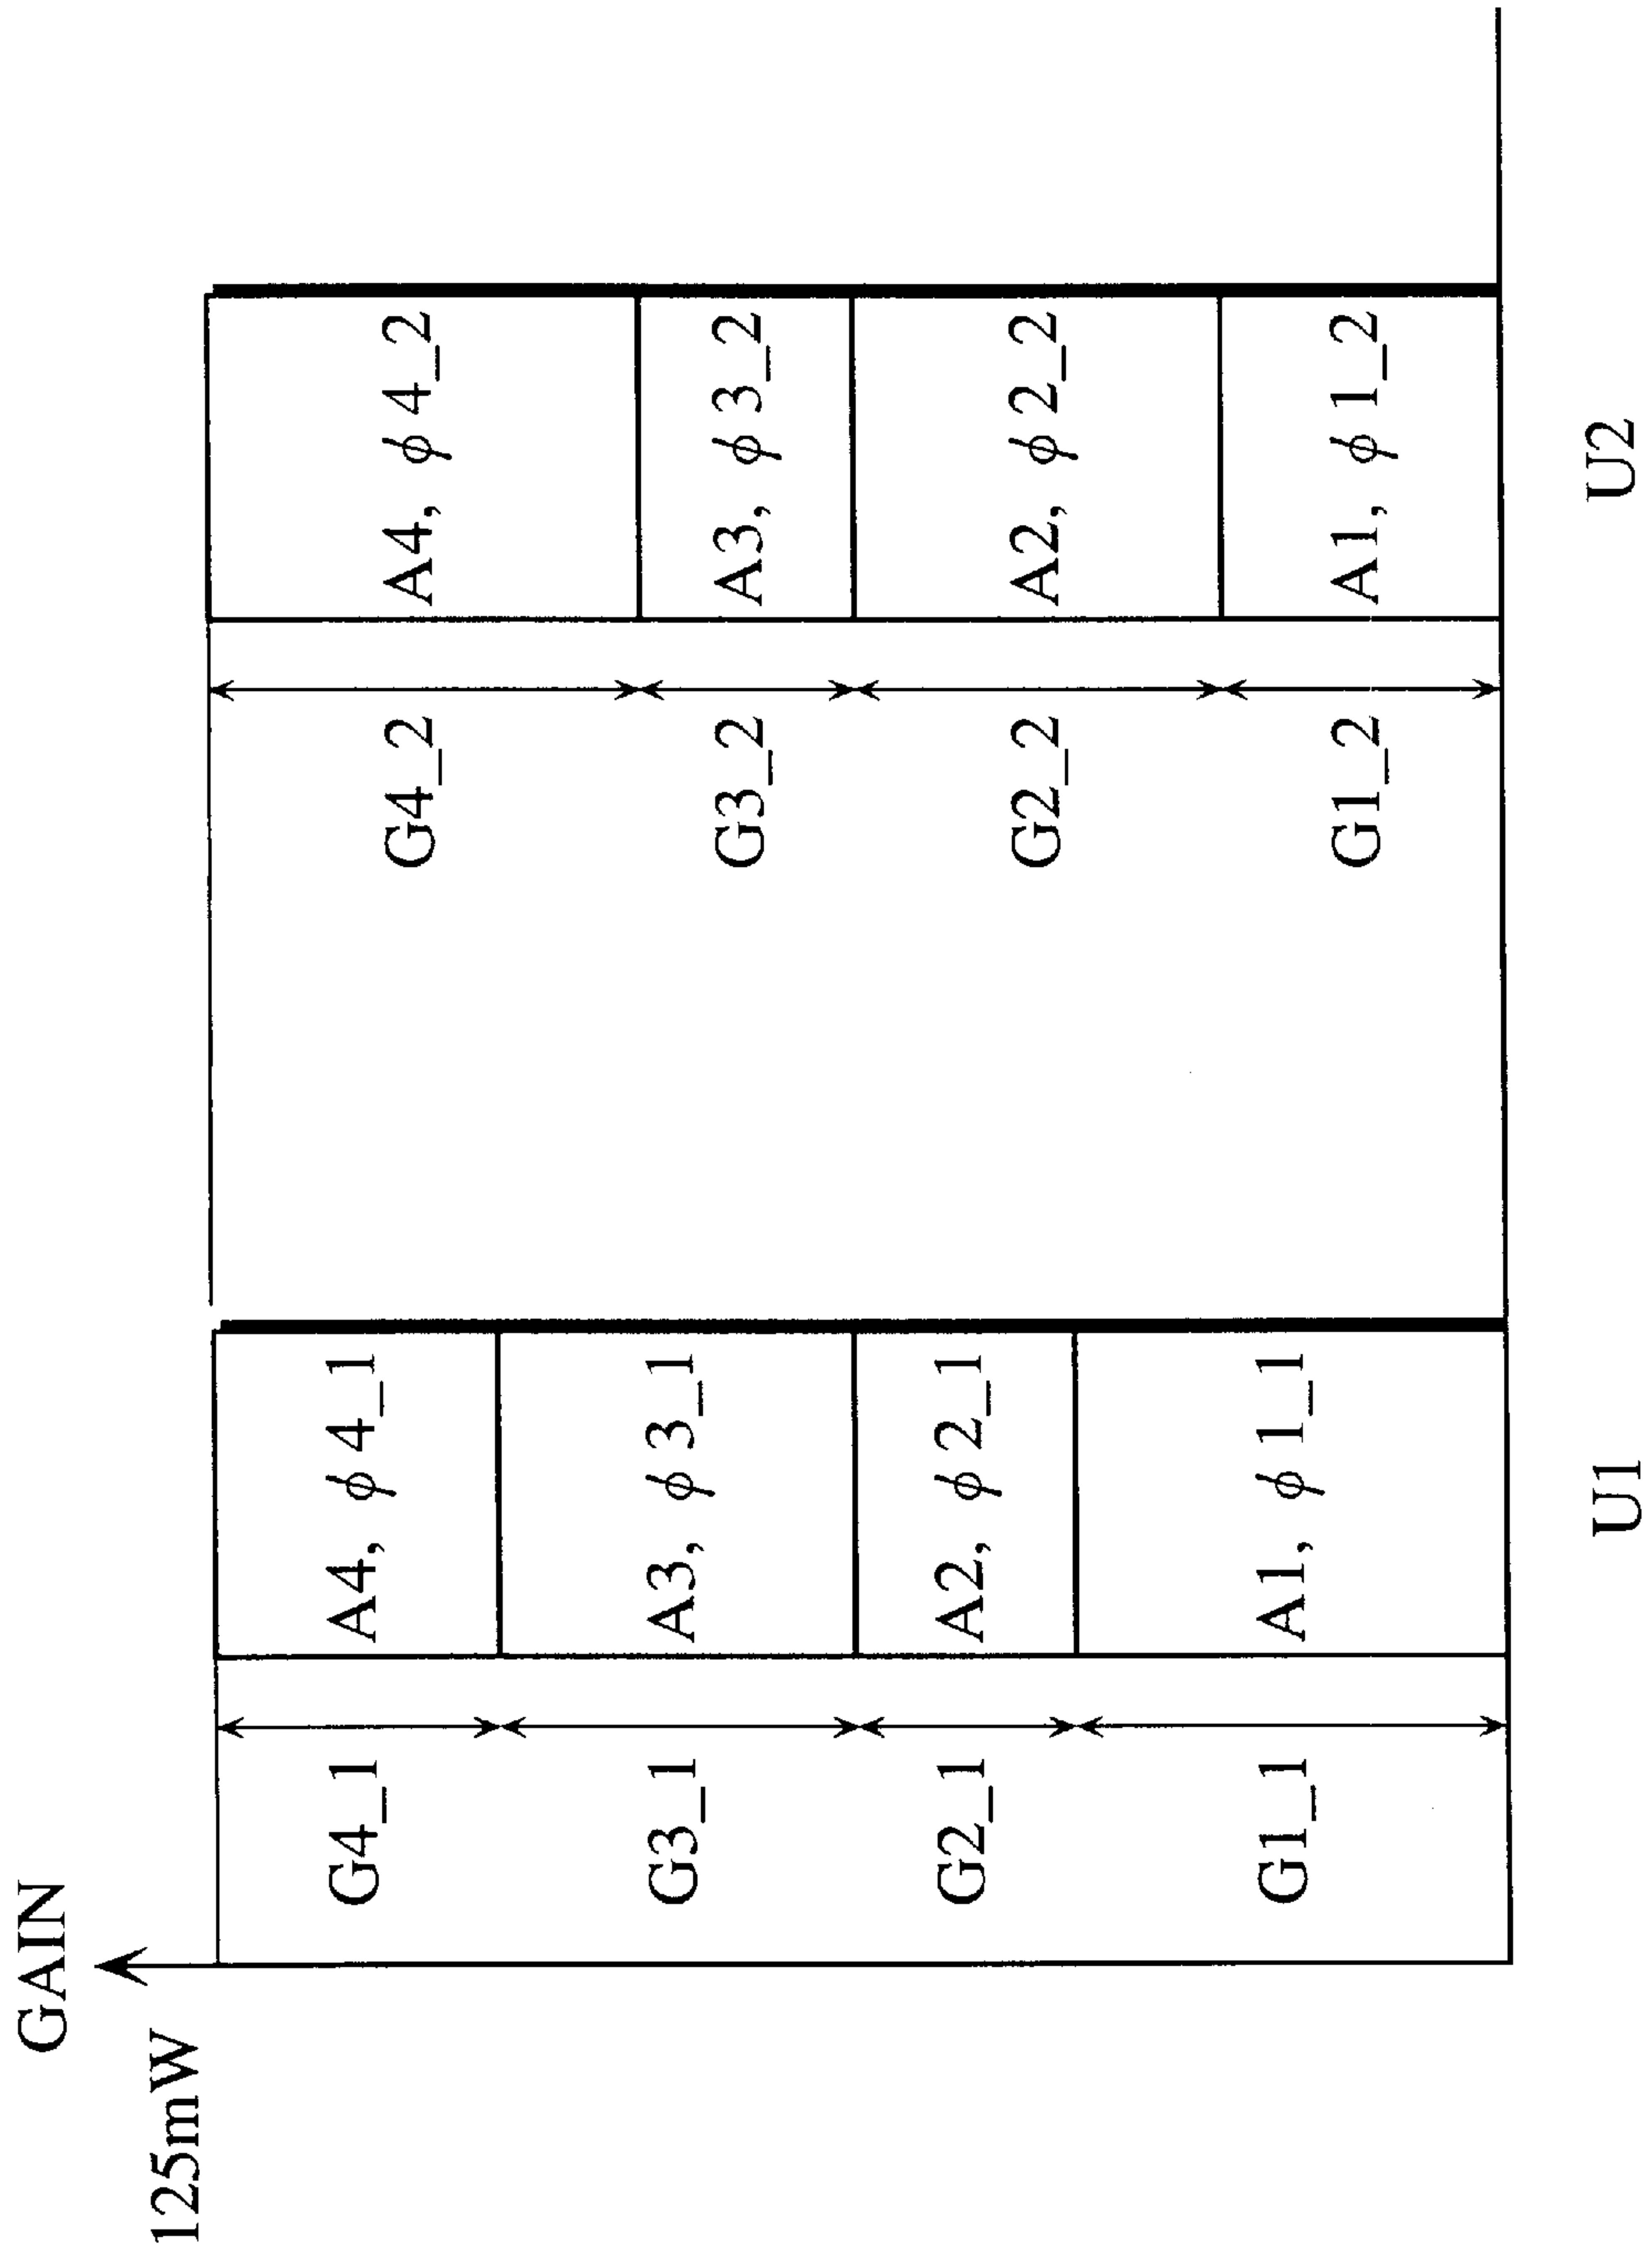 GAIN
125mW
G4_1
A4, φ4_1
G4_2
A4, φ4_2
G3_1
A3, φ3_1
G3_2
A3, φ3_2
G2_1
A2, φ2_1
G2_2
A2, φ2_2
G1_1
A1, φ1_1
G1_2
A1, φ1_2
U1
U2